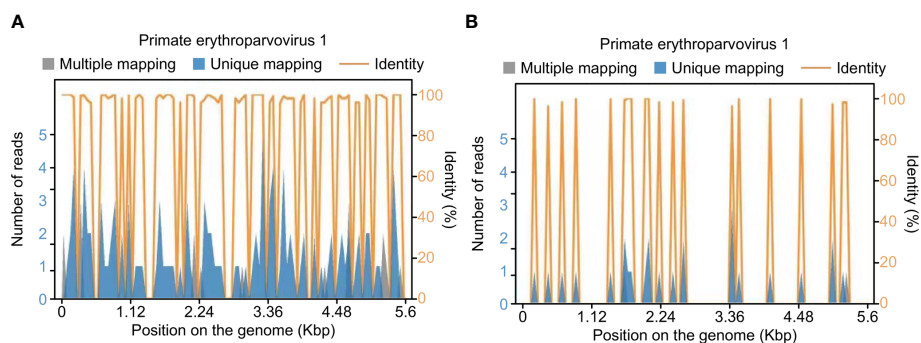 A
Primate erythroparvovirus 1
Multiple mapping Unique mapping Identity
Number of reads
5
4
3
2
1
0
100
80
60
40
20
0
Identity (%)
0 1.12 2.24 3.36 4.48 5.6
Position on the genome (Kbp)
B
Primate erythroparvovirus 1
Multiple mapping Unique mapping Identity
Number of reads
5
4
3
2
1
0
100
80
60
40
20
0
Identity (%)
0 1.12 2.24 3.36 4.48 5.6
Position on the genome (Kbp)